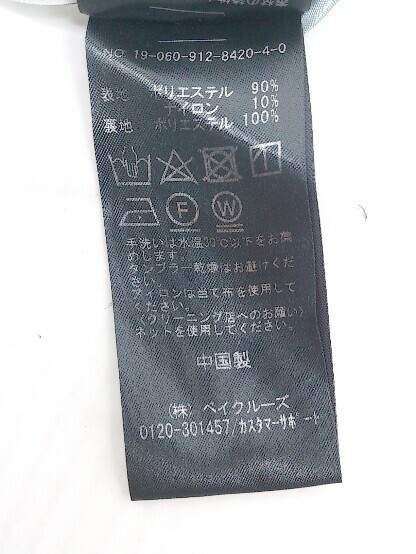 NO. 19-060-912-8420-4-0
表地 ポリエステル 90%
ナイロン 10%
裏地 ポリエステル 100%
F W
手洗いは水温30℃以下をお薦
めします。
タンブラー乾燥はお避けくだ
さい。
アイロンは当て布を使用して
ください。
〈クリーニング店へのお願い〉
ネットを使用してください。
中国製
(株) ベイクルーズ
0120-301457/カスタマーサポート